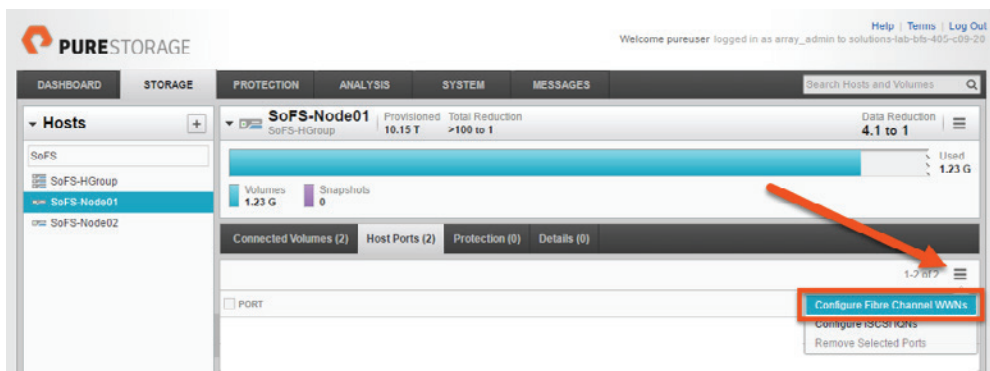 Help | Terms | Log Out
PURESTORAGE
Welcome pureuser logged in as array_admin to solutions-lab-bfs-405-c09-20
DASHBOARD STORAGE PROTECTION ANALYSIS SYSTEM MESSAGES Search Hosts and Volumes
Hosts +
SoFS-Node01 Provisioned Total Reduction Data Reduction
SoFS-HGroup 10.15 T >100 to 1 4.1 to 1
SoFS
Used
1.23 G
SoFS-HGroup
SoFS-Node01
SoFS-Node02
Volumes Snapshots
1.23 G 0
Connected Volumes (2) Host Ports (2) Protection (0) Details (0)
1-2 of 2
PORT
Configure Fibre Channel WWNs
Configure iSCSI IQNs
Remove Selected Ports